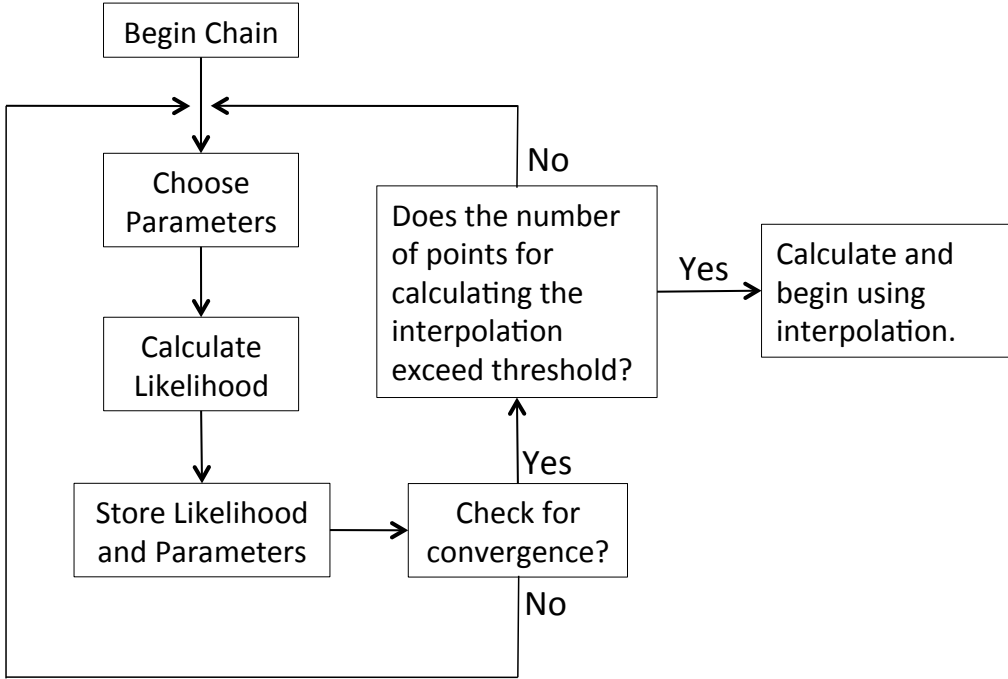 Begin Chain
Choose
Parameters
Calculate
Likelihood
Store Likelihood
and Parameters
Check for
convergence?
No
Yes
Does the number
of points for
calculating the
interpolation
exceed threshold?
No
Yes
Calculate and
begin using
interpolation.